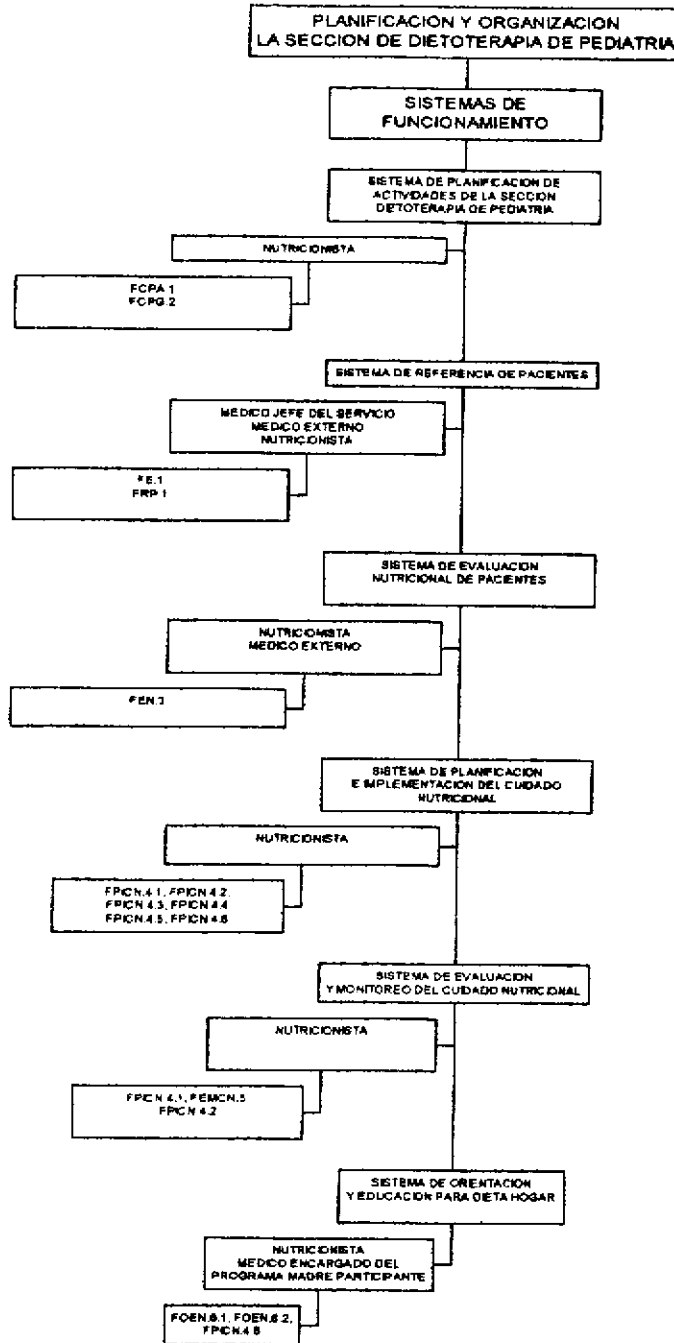 PLANIFICACION Y ORGANIZACION
LA SECCION DE DIETOTERAPIA DE PEDIATRIA
SISTEMAS DE
FUNCIONAMIENTO
SISTEMA DE PLANIFICACION DE
ACTIVIDADES DE LA SECCION
DIETOTERAPIA DE PEDIATRIA
NUTRICIONISTA
FCPA.1
FCPG.2
SISTEMA DE REFERENCIA DE PACIENTES
MEDICO JEFE DEL SERVICIO
MEDICO EXTERNO
NUTRICIONISTA
FE.1
FRP.1
SISTEMA DE EVALUACION
NUTRICIONAL DE PACIENTES
NUTRICIONISTA
MEDICO EXTERNO
FEN.3
SISTEMA DE PLANIFICACION
E IMPLEMENTACION DEL CUIDADO
NUTRICIONAL
NUTRICIONISTA
FPICN.4.1, FPICN.4.2,
FPICN.4.3, FPICN.4.4
FPICN.4.5, FPICN.4.6
SISTEMA DE EVALUACION
Y MONITOREO DEL CUIDADO NUTRICIONAL
NUTRICIONISTA
FPICN.4.1, FEMCN.5
FPICN.4.2
SISTEMA DE ORIENTACION
Y EDUCACION PARA DIETA HOGAR
NUTRICIONISTA
MEDICO ENCARGADO DEL
PROGRAMA MADRE PARTICIPANTE
FOEN.6.1, FOEN.6.2,